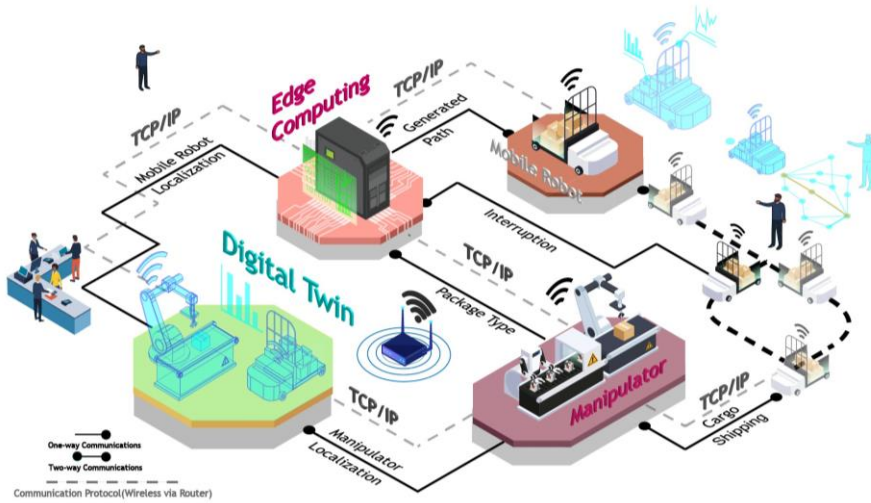 Edge
Computing
TCP/IP
Generated
Path
Mobile Robot
TCP/IP
Mobile Robot
Localization
Interruption
TCP/IP
Package Type
Digital Twin
TCP/IP
Manipulator
Localization
Manipulator
TCP/IP
Cargo
Shipping
One-way Communications
Two-way Communications
Communication Protocol(Wireless via Router)